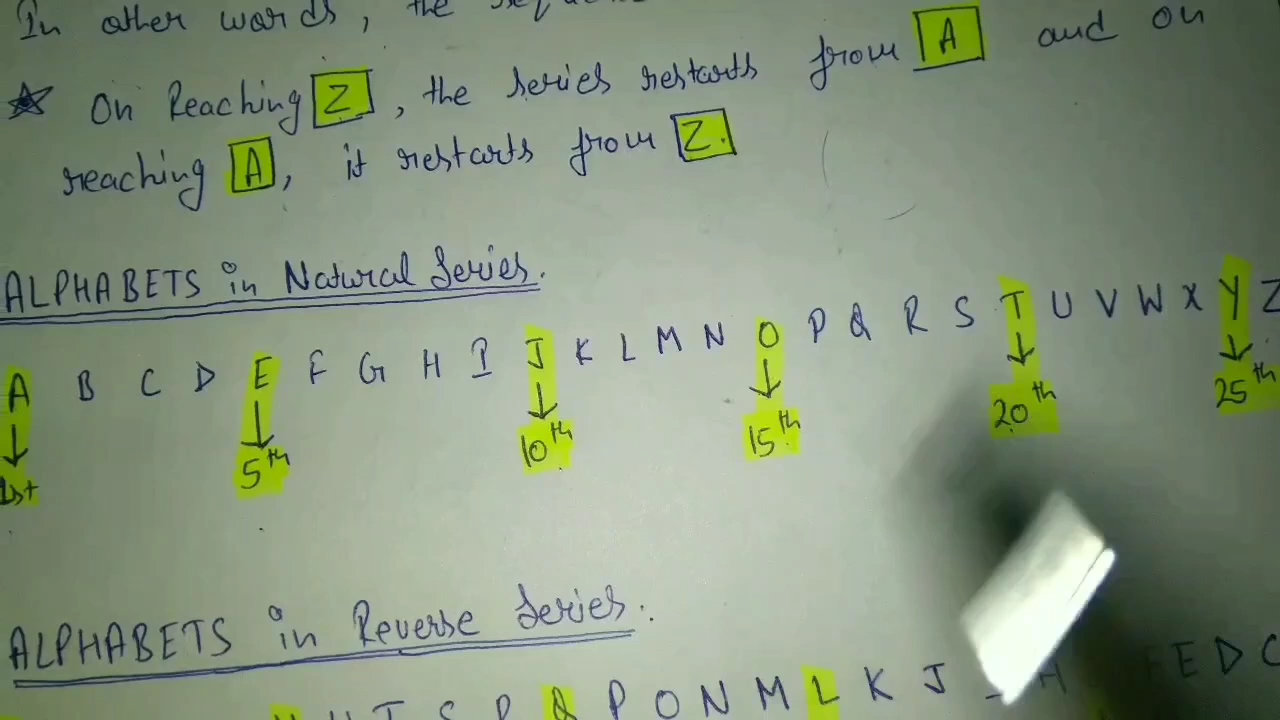 In other words, the
☆ On Reaching Z, the series restarts from A and on
reaching A, it restarts from Z.
ALPHABETS in Natural Series.
A B C D E F G H I J K L M N O P Q R S T U V W X Y Z
↓ ↓ ↓ ↓ ↓ ↓
1st 5th 10th 15th 20th 25th
ALPHABETS in Reverse Series.
T S R Q P O N M L K J H E D C